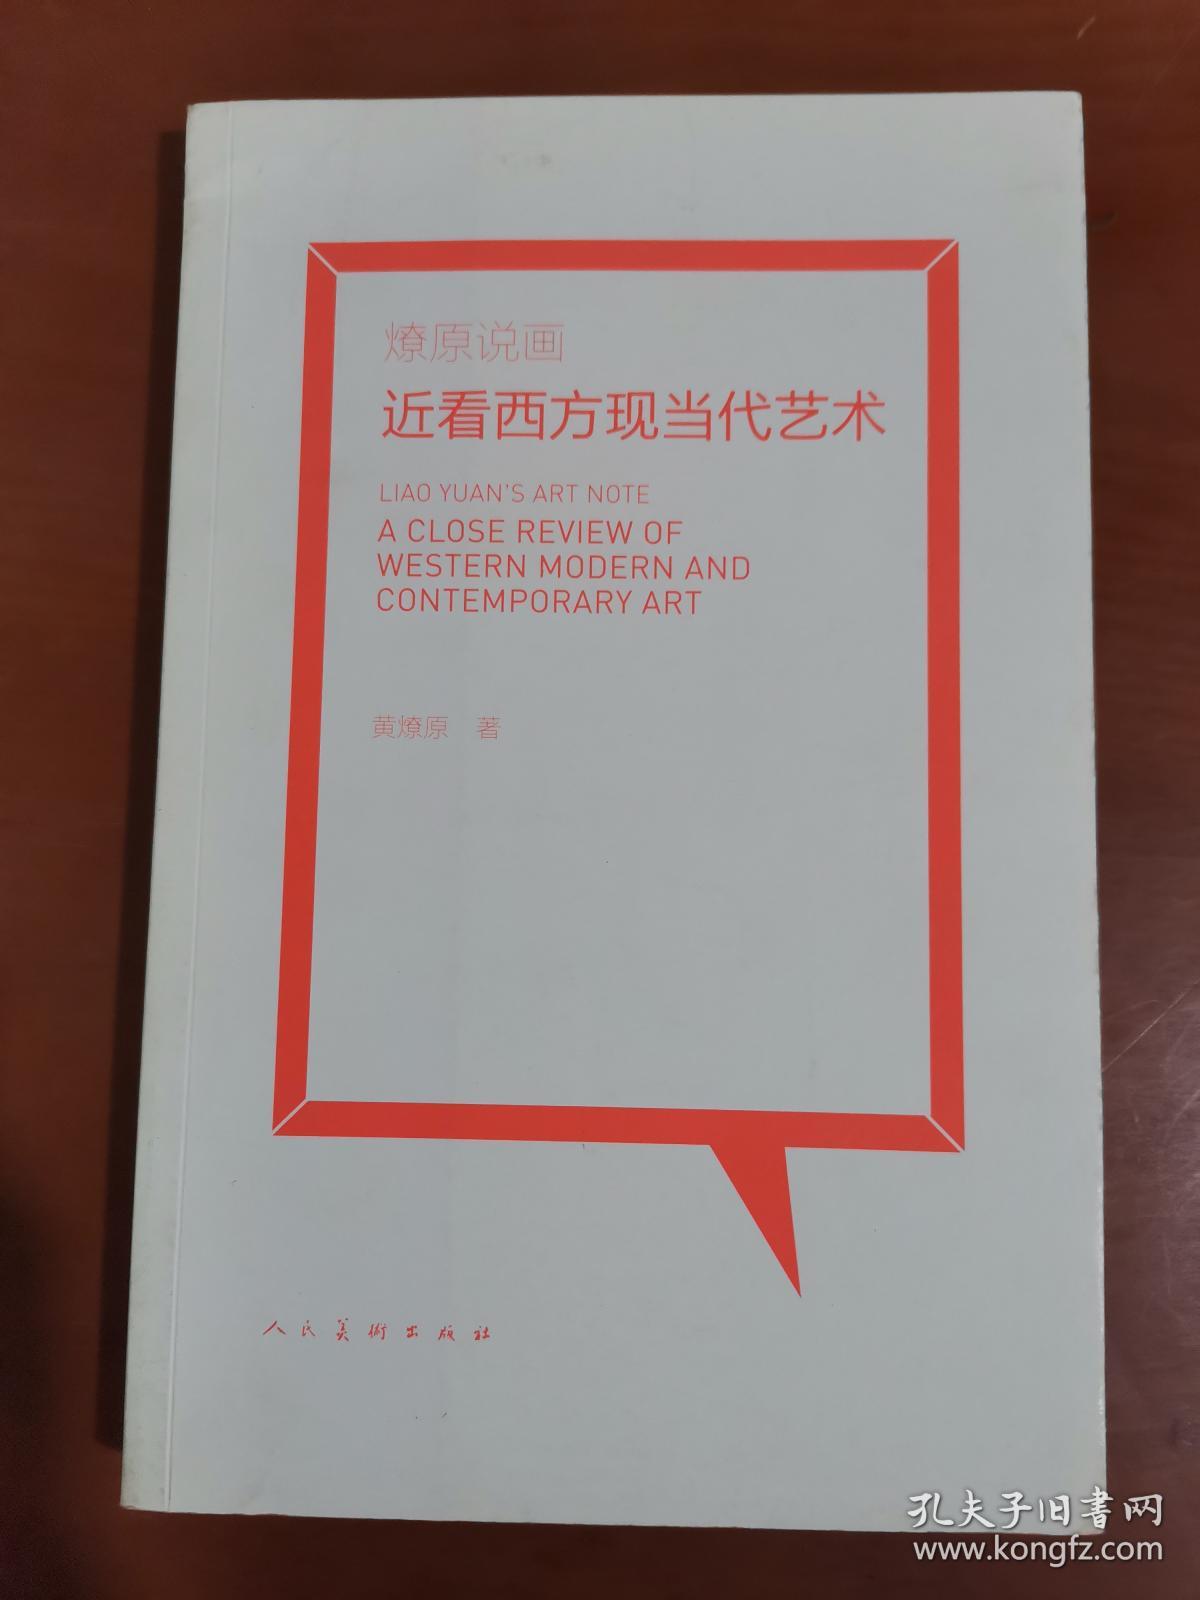 燎原说画
近看西方现当代艺术
LIAO YUAN'S ART NOTE
A CLOSE REVIEW OF
WESTERN MODERN AND
CONTEMPORARY ART
黄燎原 著
人民美術出版社
孔夫子旧书网
www.kongfz.com